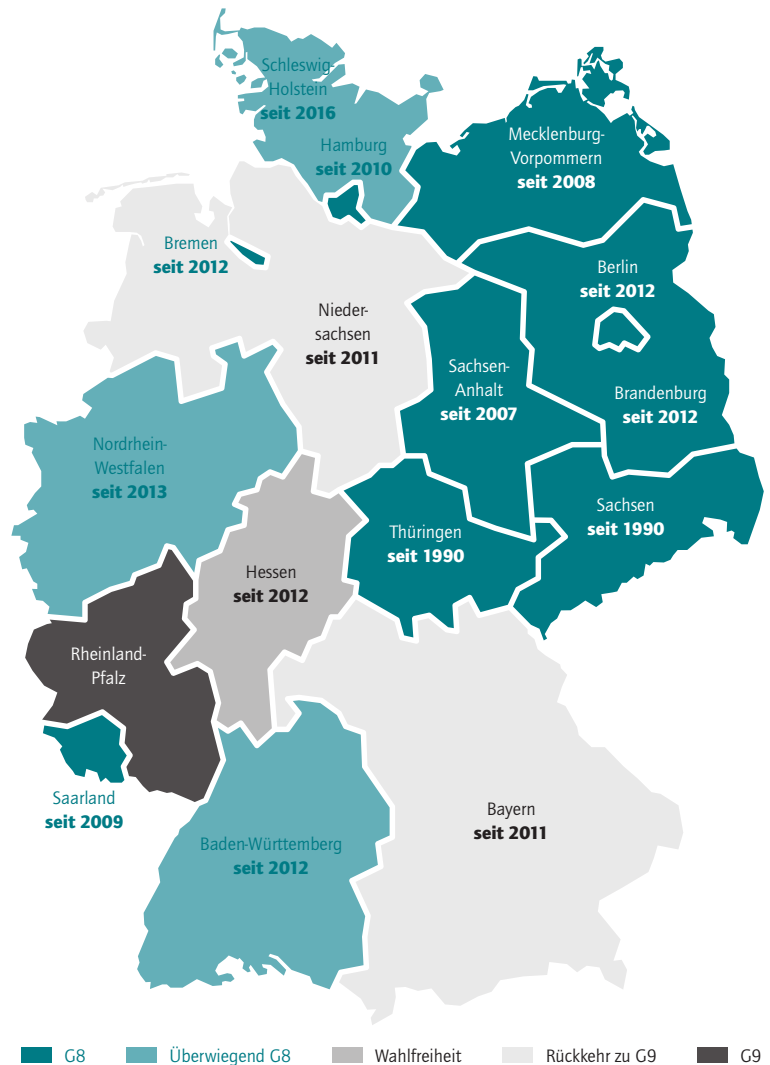 Schleswig-
Holstein
seit 2016
Hamburg
seit 2010
Mecklenburg-
Vorpommern
seit 2008
Bremen
seit 2012
Berlin
seit 2012
Nieder-
sachsen
seit 2011
Sachsen-
Anhalt
seit 2007
Brandenburg
seit 2012
Nordrhein-
Westfalen
seit 2013
Sachsen
seit 1990
Thüringen
seit 1990
Hessen
seit 2012
Rheinland-
Pfalz
Saarland
seit 2009
Bayern
seit 2011
Baden-Württemberg
seit 2012
G8
Überwiegend G8
Wahlfreiheit
Rückkehr zu G9
G9